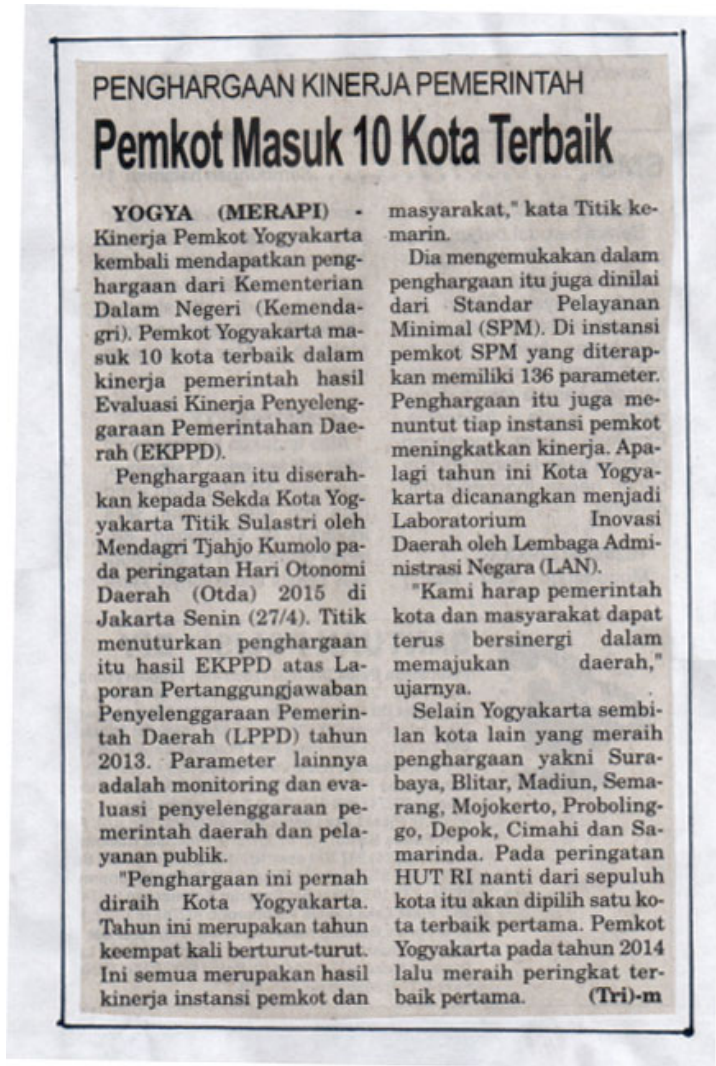 PENGHARGAAN KINERJA PEMERINTAH
Pemkot Masuk 10 Kota Terbaik
YOGYA (MERAPI) -
Kinerja Pemkot Yogyakarta
kembali mendapatkan peng-
hargaan dari Kementerian
Dalam Negeri (Kemenda-
gri). Pemkot Yogyakarta ma-
suk 10 kota terbaik dalam
kinerja pemerintah hasil
Evaluasi Kinerja Penyeleng-
garaan Pemerintahan Dae-
rah (EKPPD).
Penghargaan itu diserah-
kan kepada Sekda Kota Yog-
yakarta Titik Sulastri oleh
Mendagri Tjahjo Kumolo pa-
da peringatan Hari Otonomi
Daerah (Otda) 2015 di
Jakarta Senin (27/4). Titik
menuturkan penghargaan
itu hasil EKPPD atas La-
poran Pertanggungjawaban
Penyelenggaraan Pemerin-
tah Daerah (LPPD) tahun
2013. Parameter lainnya
adalah monitoring dan eva-
luasi penyelenggaraan pe-
merintah daerah dan pela-
yanan publik.
"Penghargaan ini pernah
diraih Kota Yogyakarta.
Tahun ini merupakan tahun
keempat kali berturut-turut.
Ini semua merupakan hasil
kinerja instansi pemkot dan
masyarakat," kata Titik ke-
marin.
Dia mengemukakan dalam
penghargaan itu juga dinilai
dari Standar Pelayanan
Minimal (SPM). Di instansi
pemkot SPM yang diterap-
kan memiliki 136 parameter.
Penghargaan itu juga me-
nuntut tiap instansi pemkot
meningkatkan kinerja. Apa-
lagi tahun ini Kota Yogya-
karta dicanangkan menjadi
Laboratorium Inovasi
Daerah oleh Lembaga Admi-
nistrasi Negara (LAN).
"Kami harap pemerintah
kota dan masyarakat dapat
terus bersinergi dalam
memajukan daerah,"
ujarnya.
Selain Yogyakarta sembi-
lan kota lain yang meraih
penghargaan yakni Sura-
baya, Blitar, Madiun, Sema-
rang, Mojokerto, Proboling-
go, Depok, Cimahi dan Sa-
marinda. Pada peringatan
HUT RI nanti dari sepuluh
kota itu akan dipilih satu ko-
ta terbaik pertama. Pemkot
Yogyakarta pada tahun 2014
lalu meraih peringkat ter-
baik pertama. (Tri)-m